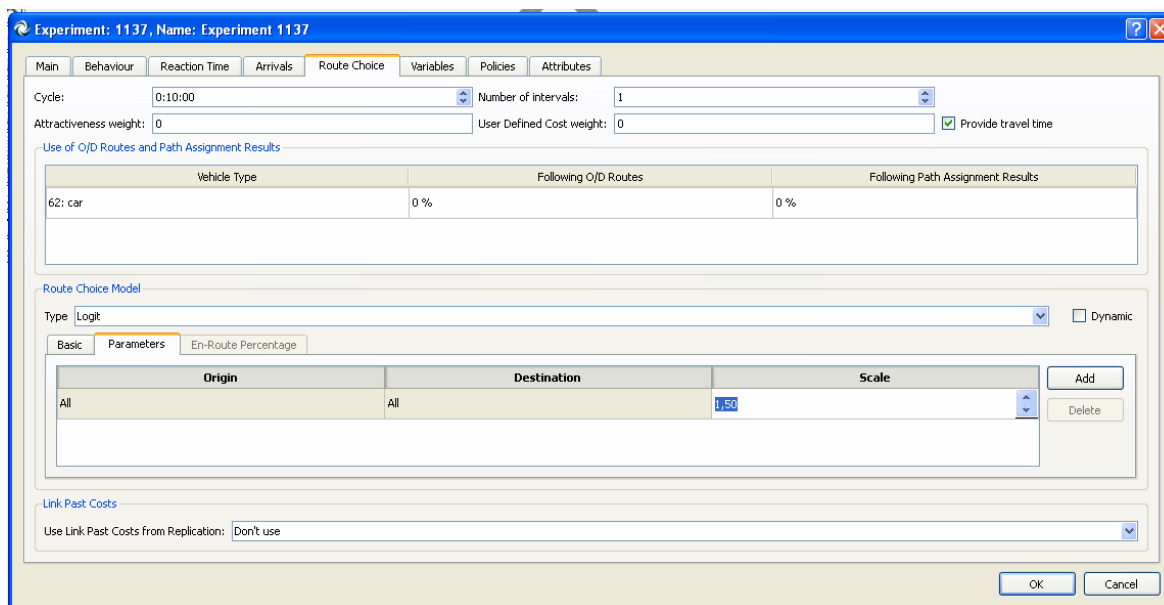 Experiment: 1137, Name: Experiment 1137
Main Behaviour Reaction Time Arrivals Route Choice Variables Policies Attributes
Cycle: 0:10:00 Number of intervals: 1
Attractiveness weight: 0 User Defined Cost weight: 0 Provide travel time
Use of O/D Routes and Path Assignment Results
Vehicle Type Following O/D Routes Following Path Assignment Results
62: car 0 % 0 %
Route Choice Model
Type Logit Dynamic
Basic Parameters En-Route Percentage
Origin Destination Scale Add
All All 1,50 Delete
Link Past Costs
Use Link Past Costs from Replication: Don't use
OK Cancel